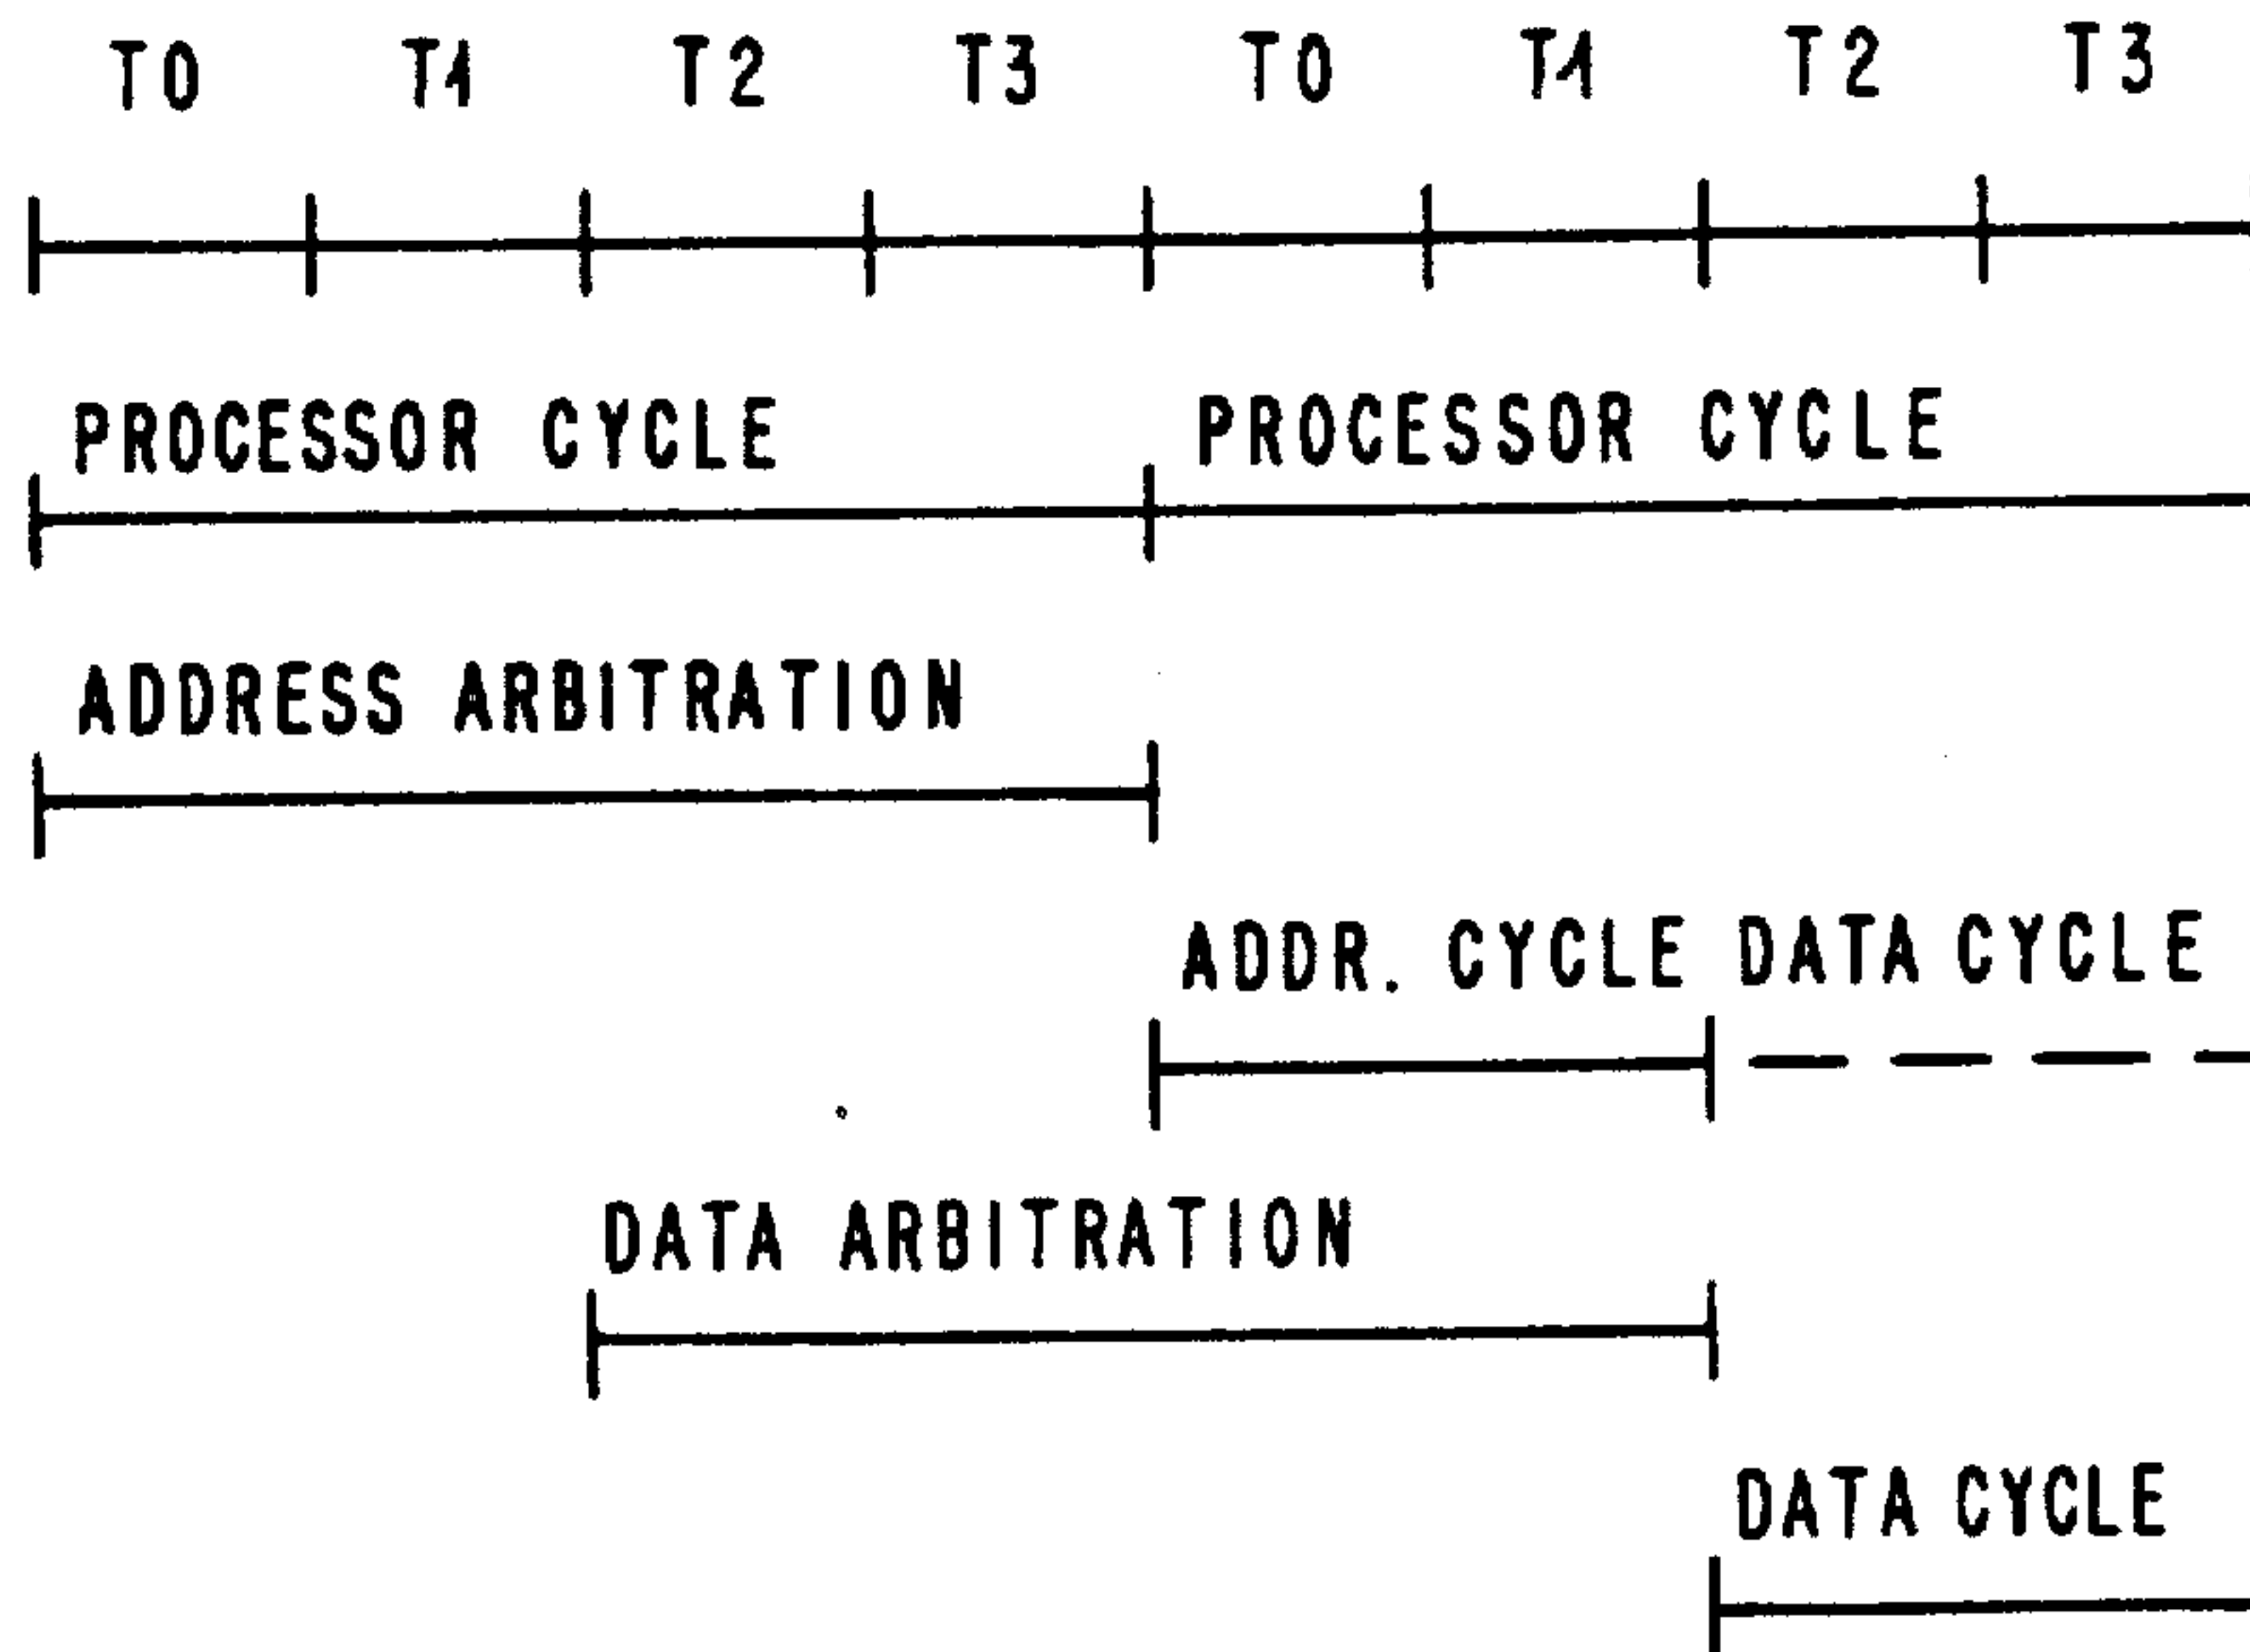 T0 T1 T2 T3 T0 T1 T2 T3
PROCESSOR CYCLE PROCESSOR CYCLE
ADDRESS ARBITRATION
ADDR. CYCLE DATA CYCLE
DATA ARBITRATION
DATA CYCLE